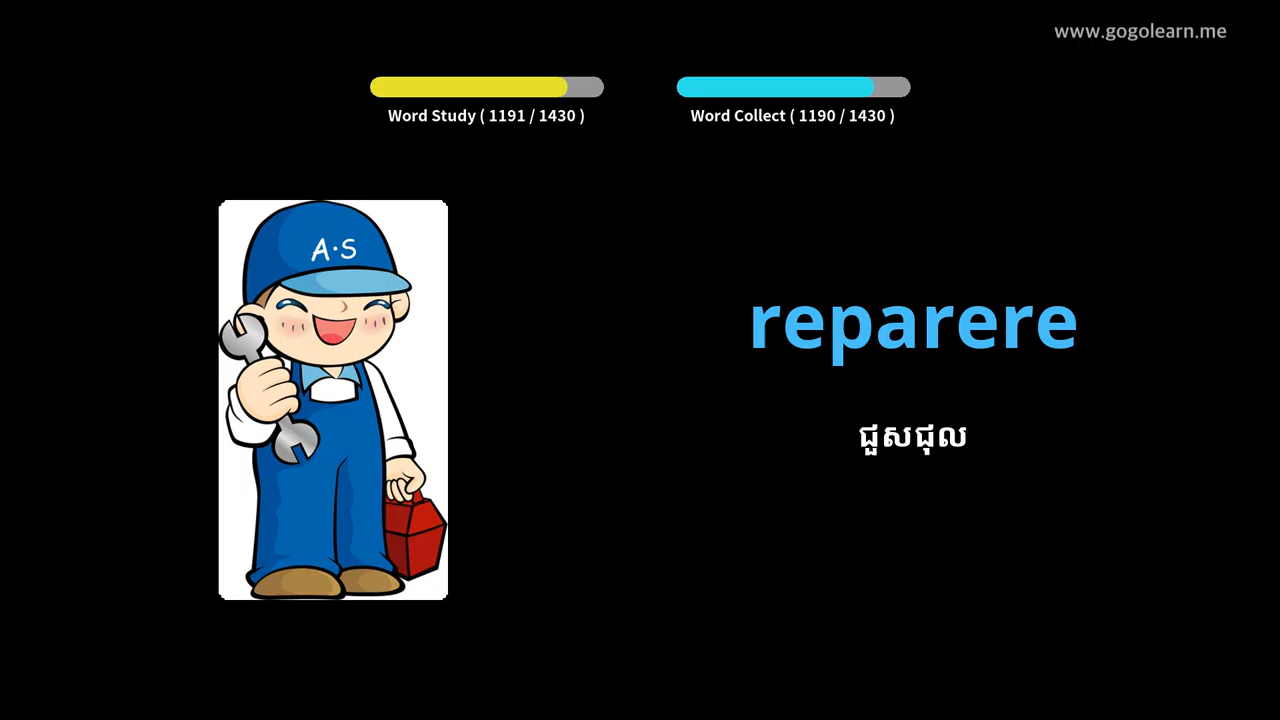 www.gogolearn.me
Word Study ( 1191 / 1430 )
Word Collect ( 1190 / 1430 )
A·S
reparere
ជួសជុល